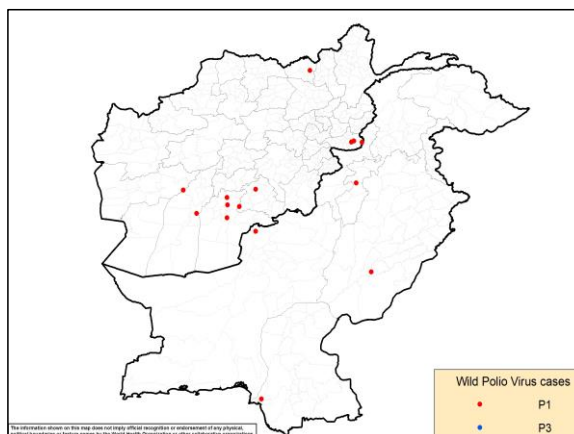 Wild Polio Virus cases
P1
P3
The information shown on this map does not imply official recognition or endorsement of any physical,